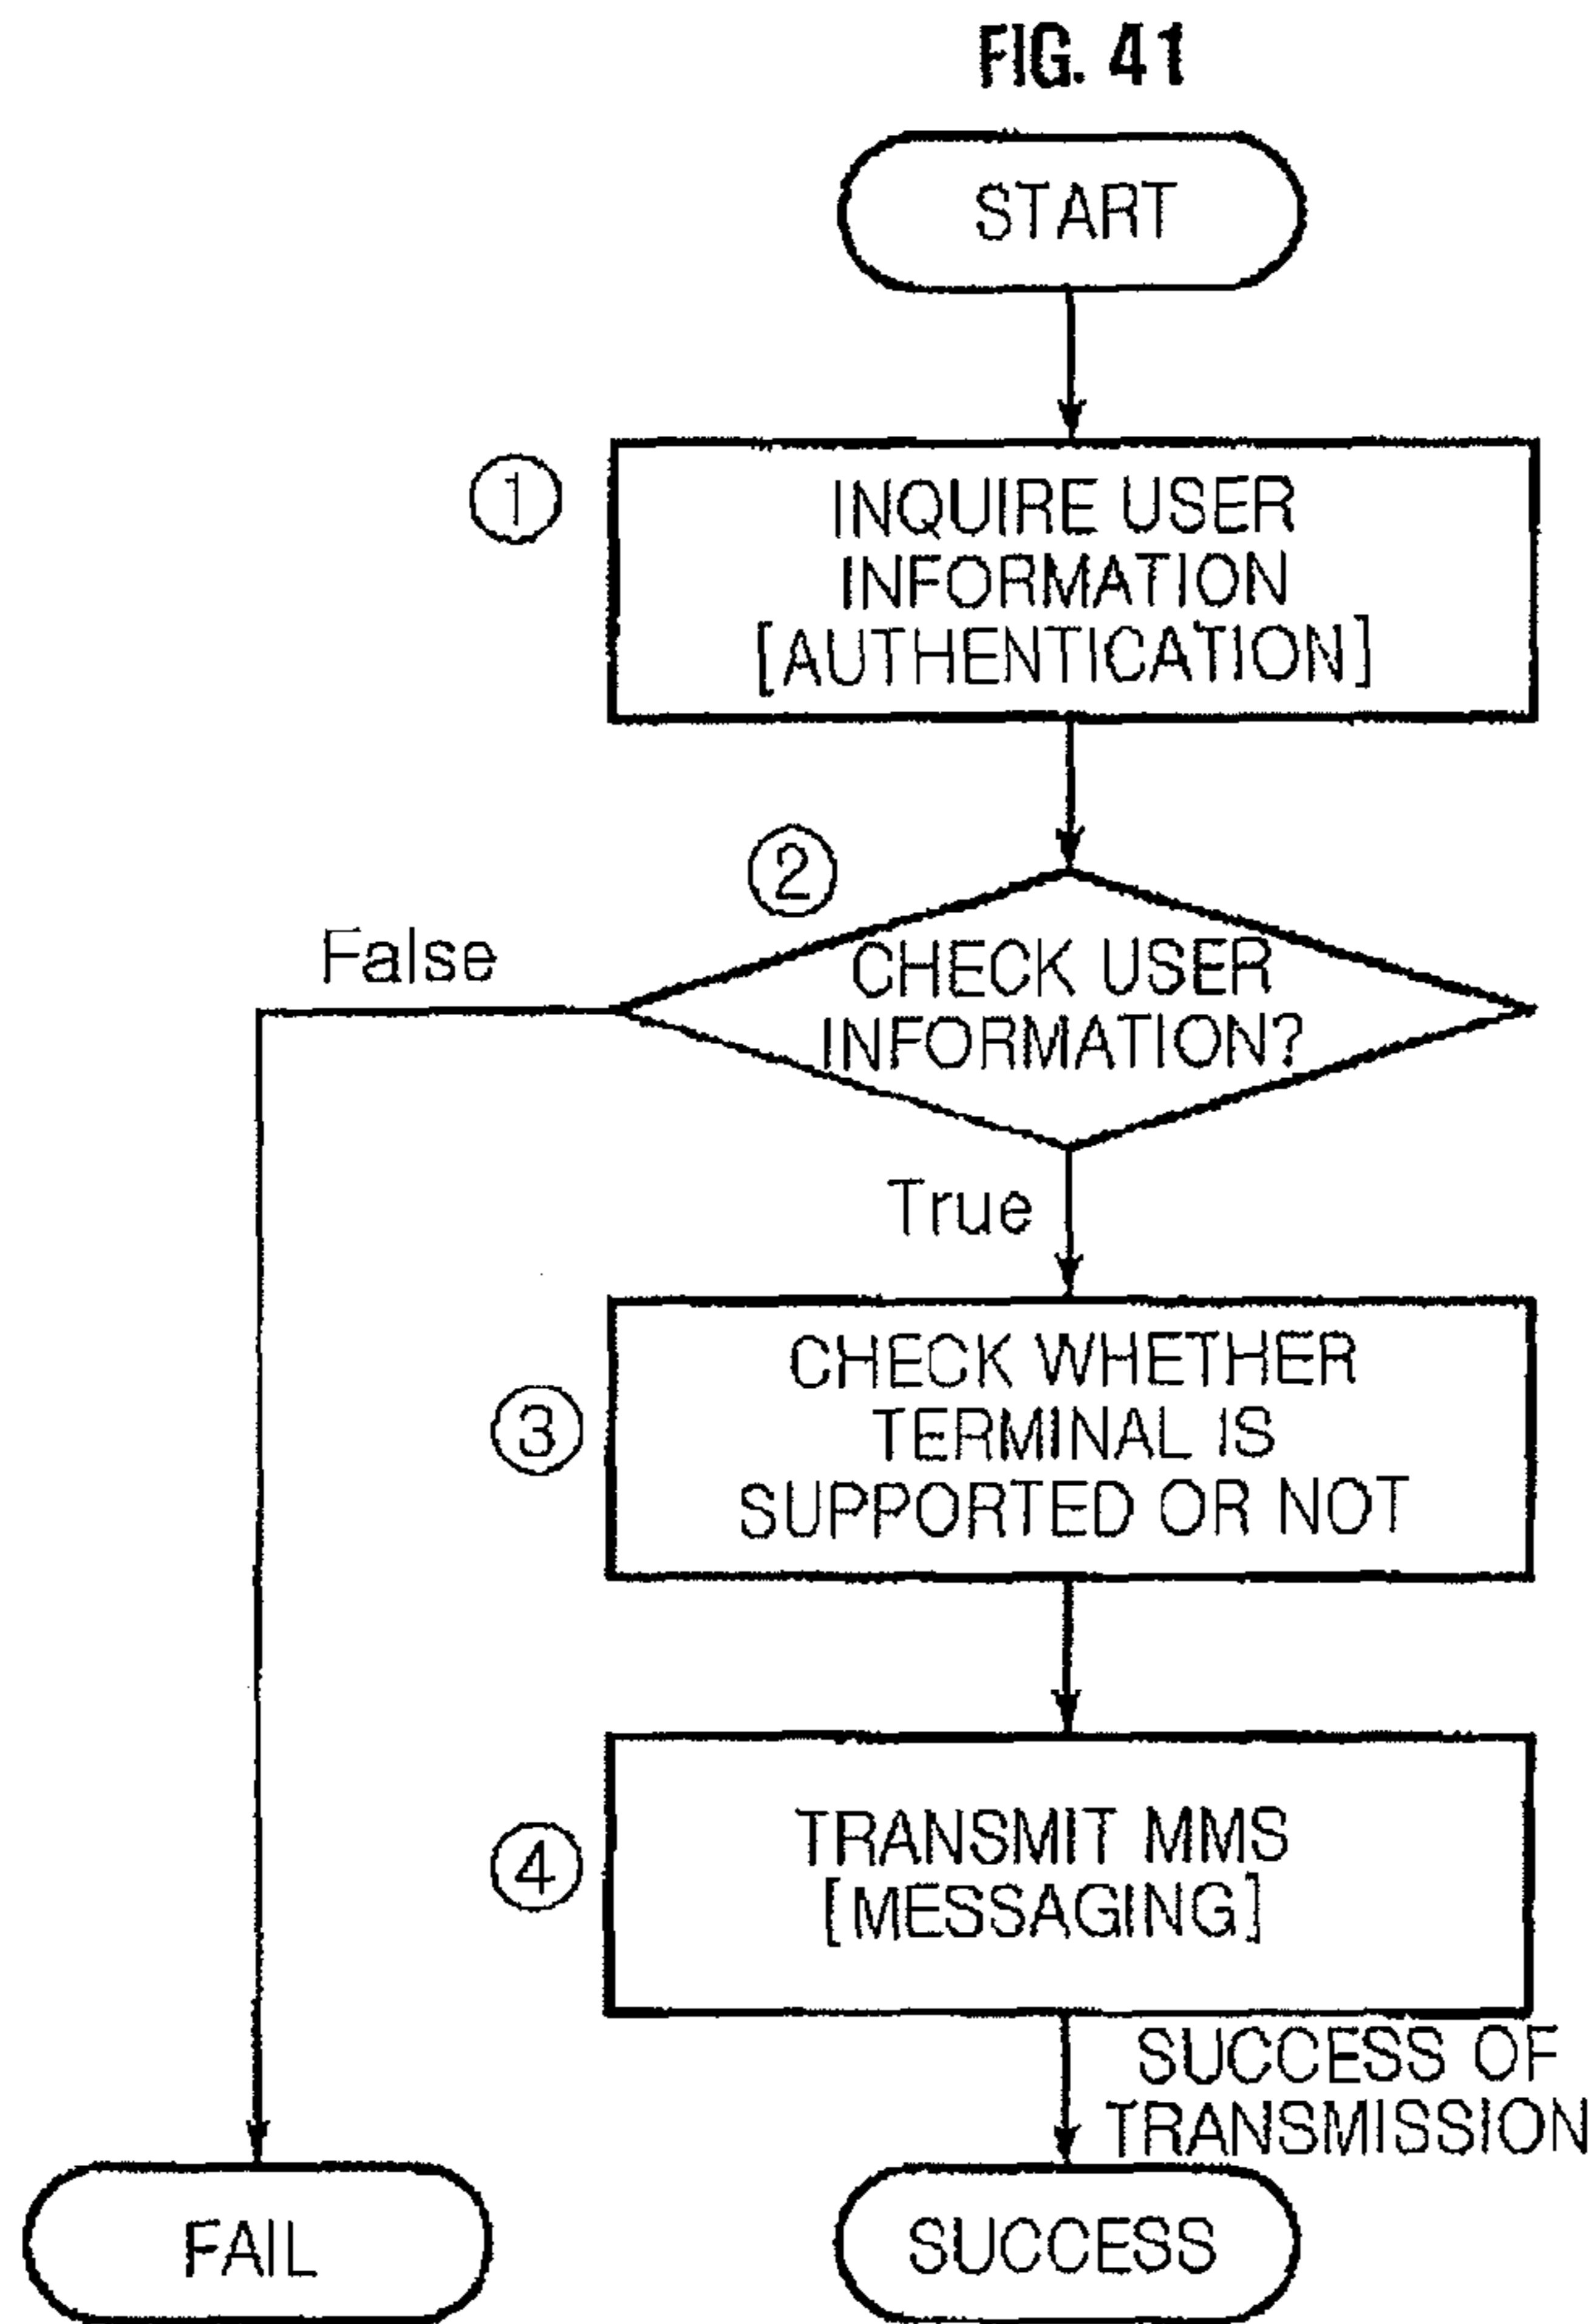 FIG. 41
START
①
INQUIRE USER
INFORMATION
[AUTHENTICATION]
②
False
CHECK USER
INFORMATION?
True
③
CHECK WHETHER
TERMINAL IS
SUPPORTED OR NOT
④
TRANSMIT MMS
[MESSAGING]
SUCCESS OF
TRANSMISSION
FAIL
SUCCESS